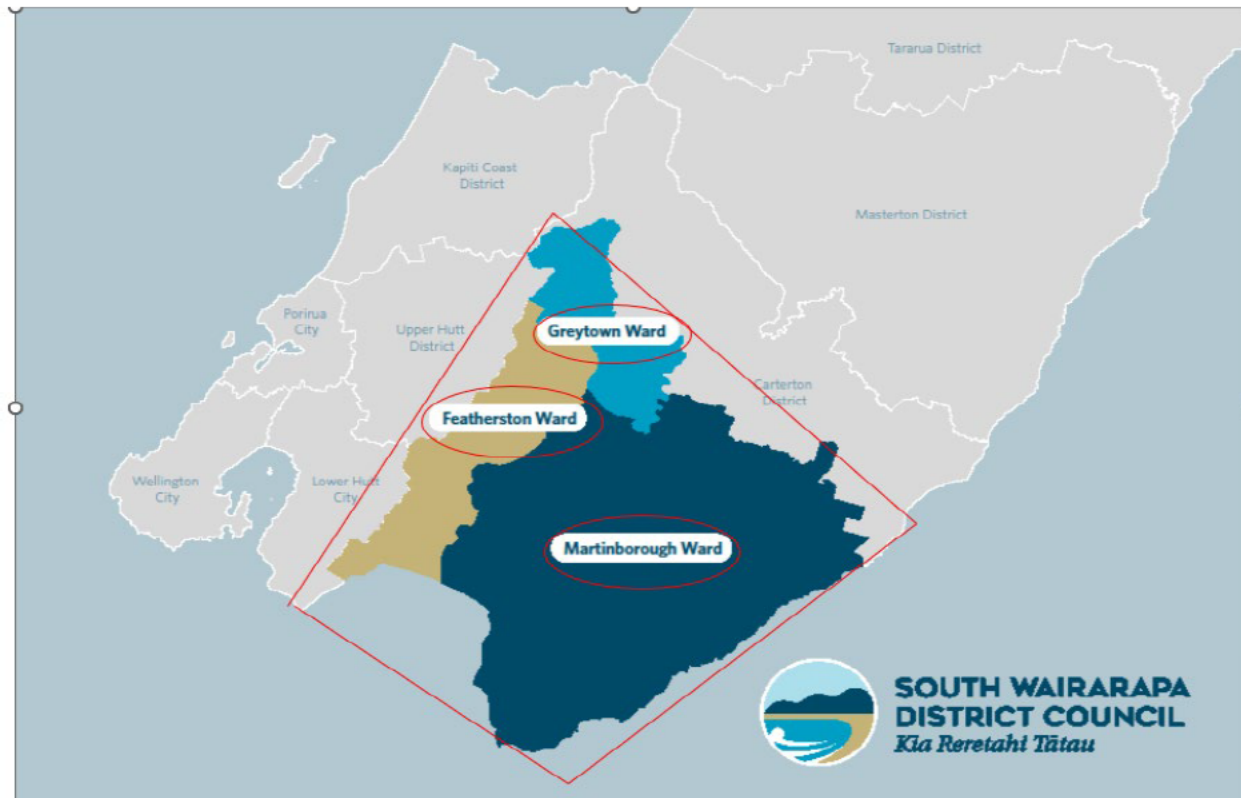 Tararua District
Kapiti Coast
District
Masterton District
Porirua
City
Upper Hutt
District
Greytown Ward
Carterton
District
Featherston Ward
Wellington
City
Lower Hutt
City
Martinborough Ward
SOUTH WAIRARAPA
DISTRICT COUNCIL
Kia Reretahi Tātau